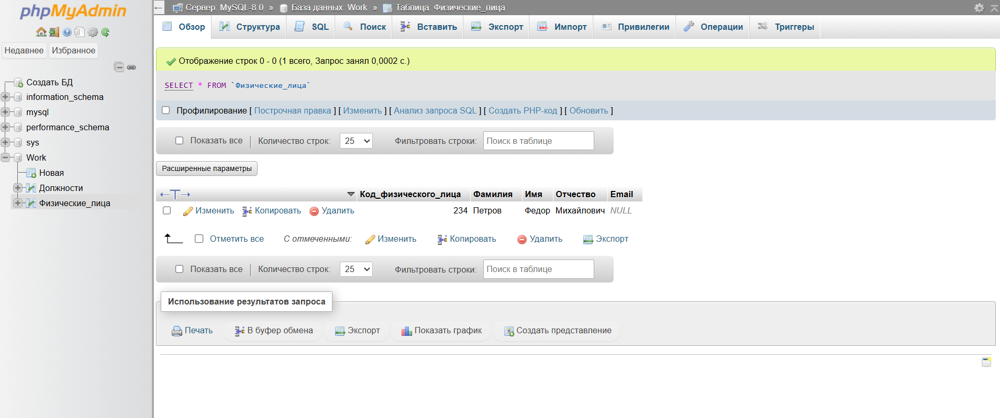 phpMyAdmin
Недавнее Избранное
Создать БД
information_schema
mysql
performance_schema
sys
Work
Новая
Должности
Физические_лица
Сервер: MySQL-8.0 » База данных: Work » Таблица: Физические_лица
Обзор Структура SQL Поиск Вставить Экспорт Импорт Привилегии Операции Триггеры
Отображение строк 0 - 0 (1 всего, Запрос занял 0,0002 с.)
SELECT * FROM `Физические_лица`
Профилирование [ Построчная правка ] [ Изменить ] [ Анализ запроса SQL ] [ Создать PHP-код ] [ Обновить ]
Показать все | Количество строк: 25 Фильтровать строки: Поиск в таблице
Расширенные параметры
←T→ Код_физического_лица Фамилия Имя Отчество Email
Изменить Копировать Удалить 234 Петров Федор Михайлович NULL
Отметить все С отмеченными: Изменить Копировать Удалить Экспорт
Показать все | Количество строк: 25 Фильтровать строки: Поиск в таблице
Использование результатов запроса
Печать В буфер обмена Экспорт Показать график Создать представление